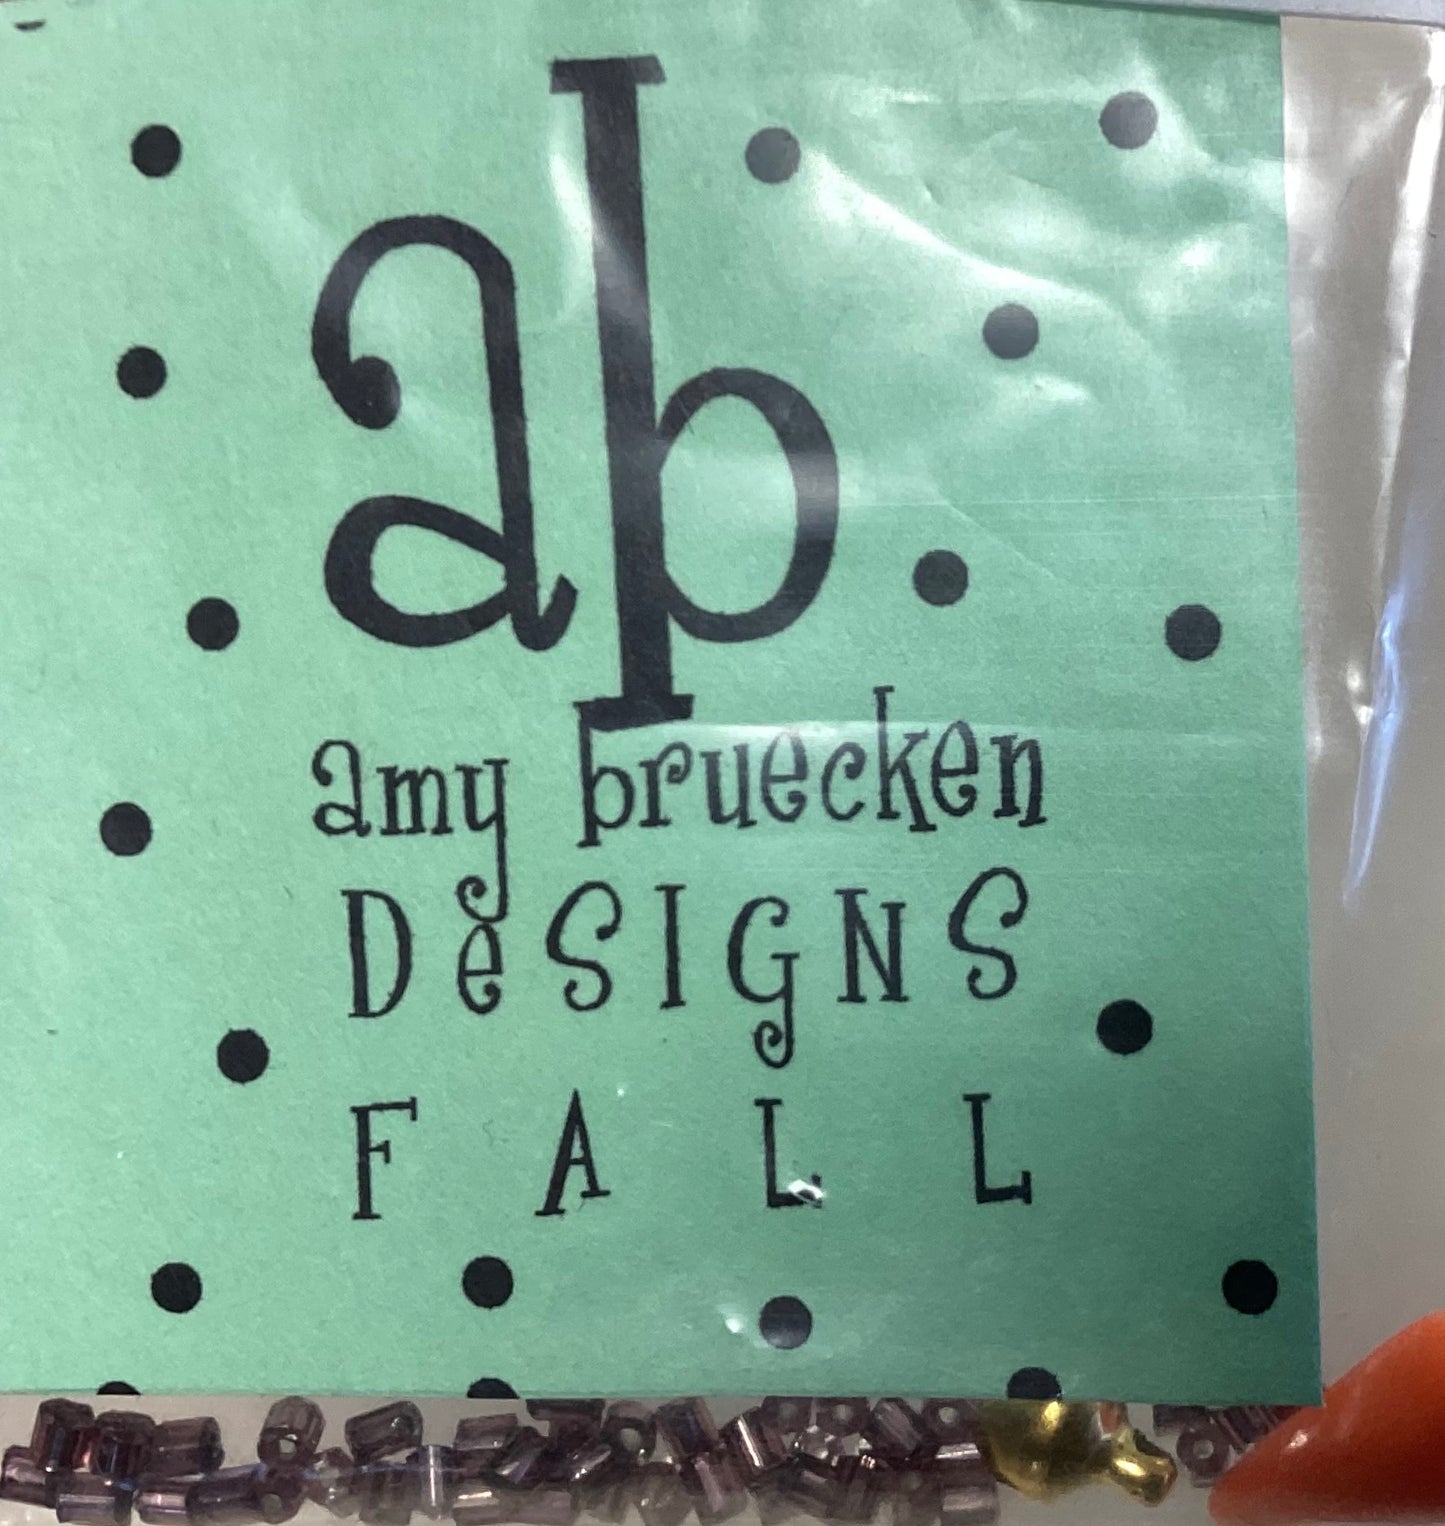 ab
amy bruecken
DeSIGNS
FALL